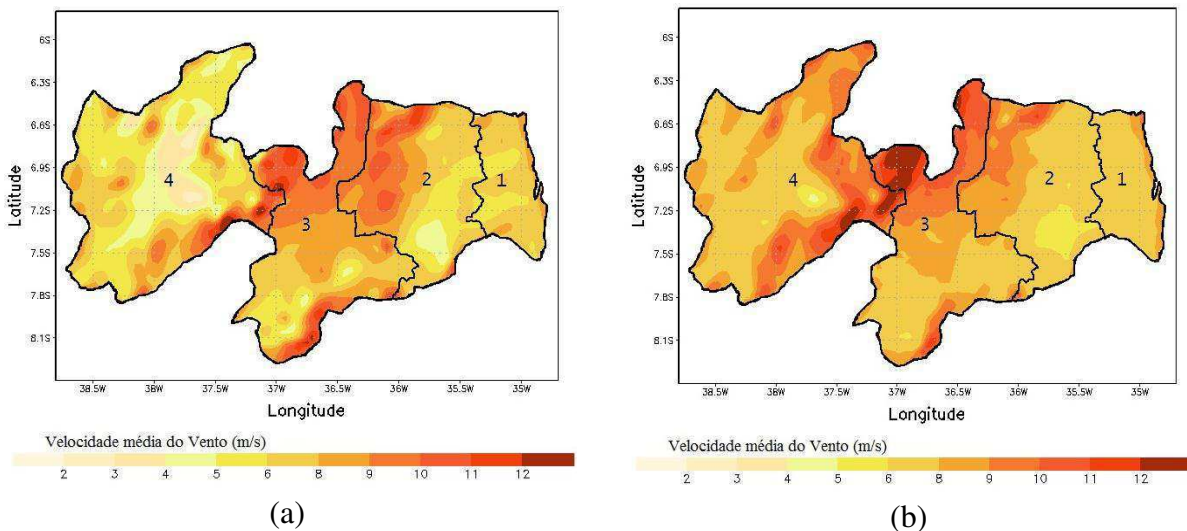 (a)
Latitude
6S
6.3S
6.6S
6.9S
7.2S
7.5S
7.8S
8.1S
4
3
2
1
38.5W 38W 37.5W 37W 36.5W 36W 35.5W 35W
Longitude
Velocidade média do Vento (m/s)
2 3 4 5 6 8 9 10 11 12
(a)
(b)
Latitude
6S
6.3S
6.6S
6.9S
7.2S
7.5S
7.8S
8.1S
4
3
2
1
38.5W 38W 37.5W 37W 36.5W 36W 35.5W 35W
Longitude
Velocidade média do Vento (m/s)
2 3 4 5 6 8 9 10 11 12
(b)